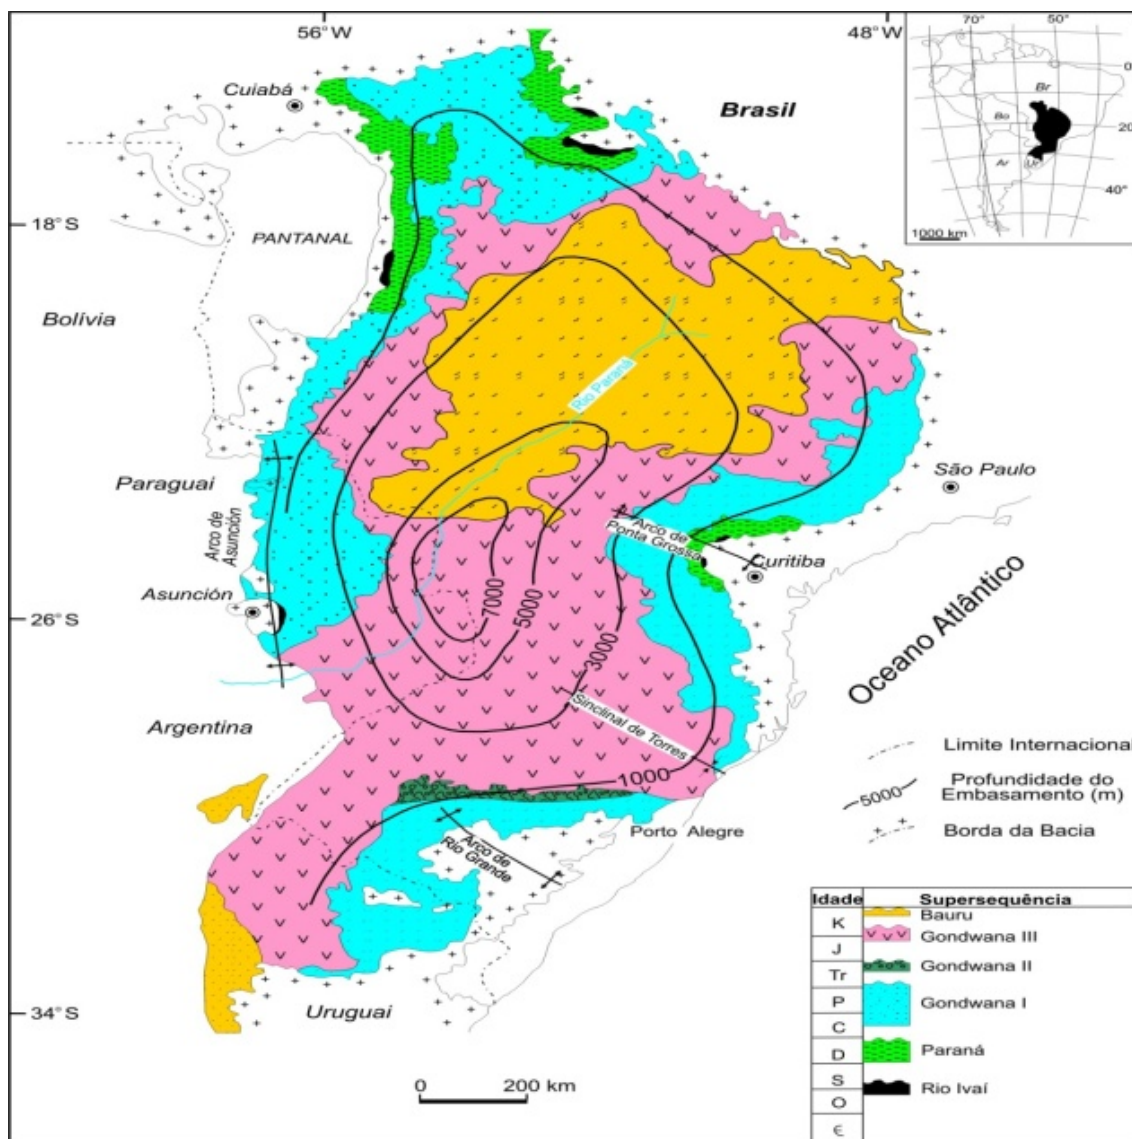 56°W
48°W
70°
50°
0°
Br
Bo
20°
Ar
Ur
40°
1000 km
Cuiabá
Brasil
18°S
PANTANAL
Bolívia
Rio Paraná
Paraguai
São Paulo
Arco de
Asunción
Arco de
Ponta Grossa
Curitiba
Asunción
26°S
7000
5000
3000
Oceano Atlântico
Sinclinal de Torres
Argentina
1000
Limite Internacional
5000
Profundidade do
Embasamento (m)
Borda da Bacia
Porto Alegre
Arco de
Rio Grande
34°S
Uruguai
0 200 km
Idade Supersequência
Bauru
K
Gondwana III
J
Gondwana II
Tr
P Gondwana I
C
D Paraná
S
Rio Ivaí
O
Є